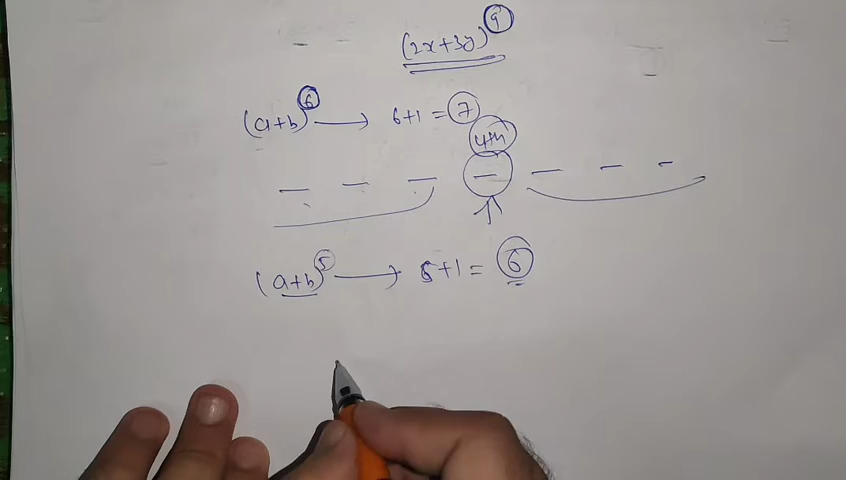 (2x+3y)⁹
(a+b)⁶ → 6+1 = 7
4th
(a+b)⁵ → 5+1 = 6